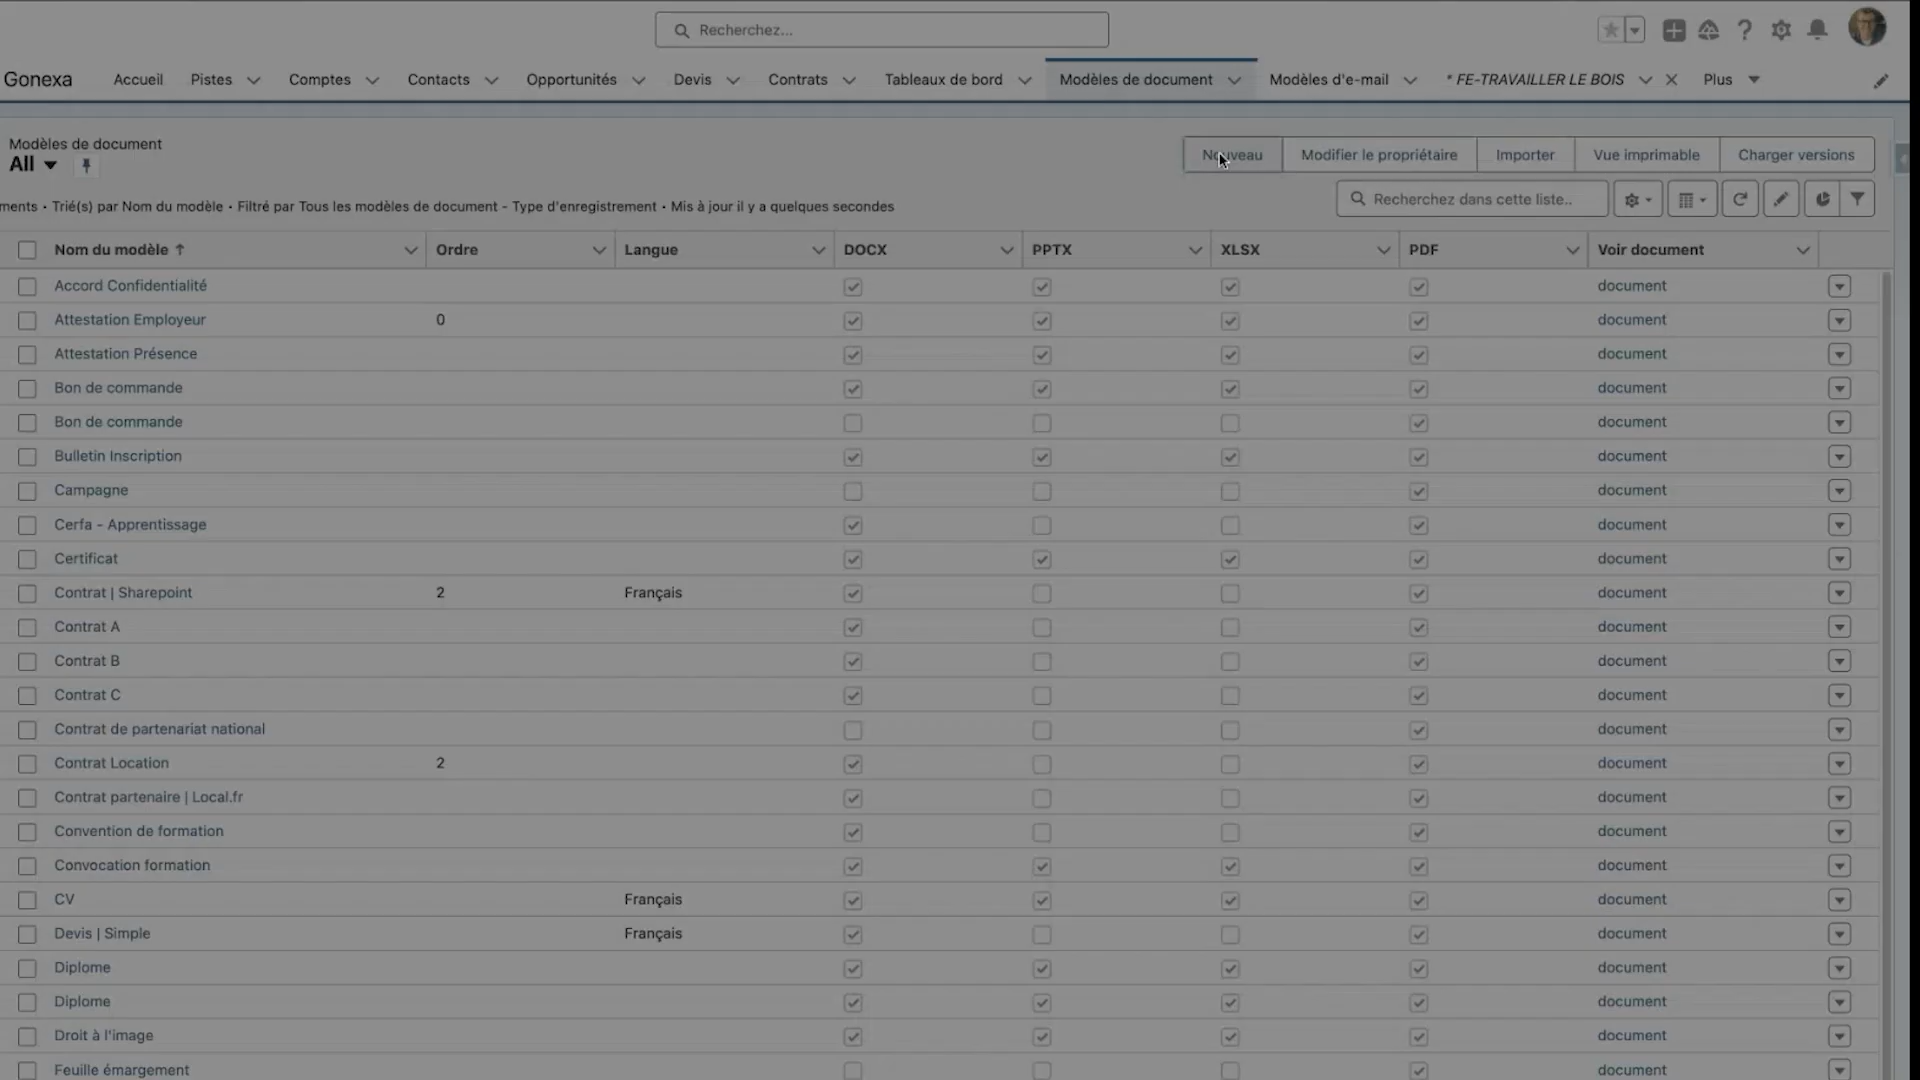 Recherchez...
Gonexa Accueil Pistes Comptes Contacts Opportunités Devis Contrats Tableaux de bord Modèles de document Modèles d'e-mail * FE-TRAVAILLER LE BOIS Plus
Modèles de document
All
Nouveau Modifier le propriétaire Importer Vue imprimable Charger versions
ments • Trié(s) par Nom du modèle • Filtré par Tous les modèles de document - Type d'enregistrement • Mis à jour il y a quelques secondes
Recherchez dans cette liste..
Nom du modèle ↑ Ordre Langue DOCX PPTX XLSX PDF Voir document
Accord Confidentialité document
Attestation Employeur 0 document
Attestation Présence document
Bon de commande document
Bon de commande document
Bulletin Inscription document
Campagne document
Cerfa - Apprentissage document
Certificat document
Contrat | Sharepoint 2 Français document
Contrat A document
Contrat B document
Contrat C document
Contrat de partenariat national document
Contrat Location 2 document
Contrat partenaire | Local.fr document
Convention de formation document
Convocation formation document
CV Français document
Devis | Simple Français document
Diplome document
Diplome document
Droit à l'image document
Feuille émargement document